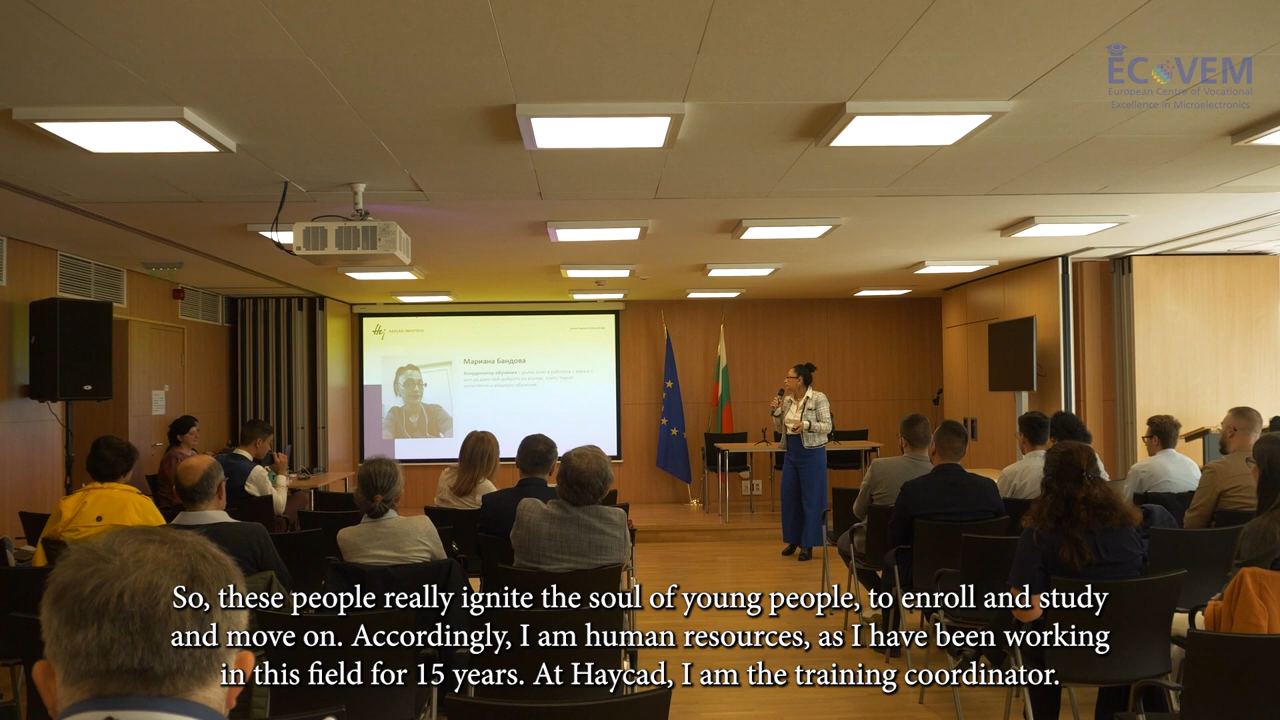 ECOVEM
European Centre of Vocational
Excellence in Microelectronics
Мариана Бандова
So, these people really ignite the soul of young people, to enroll and study
and move on. Accordingly, I am human resources, as I have been working
in this field for 15 years. At Haycad, I am the training coordinator.